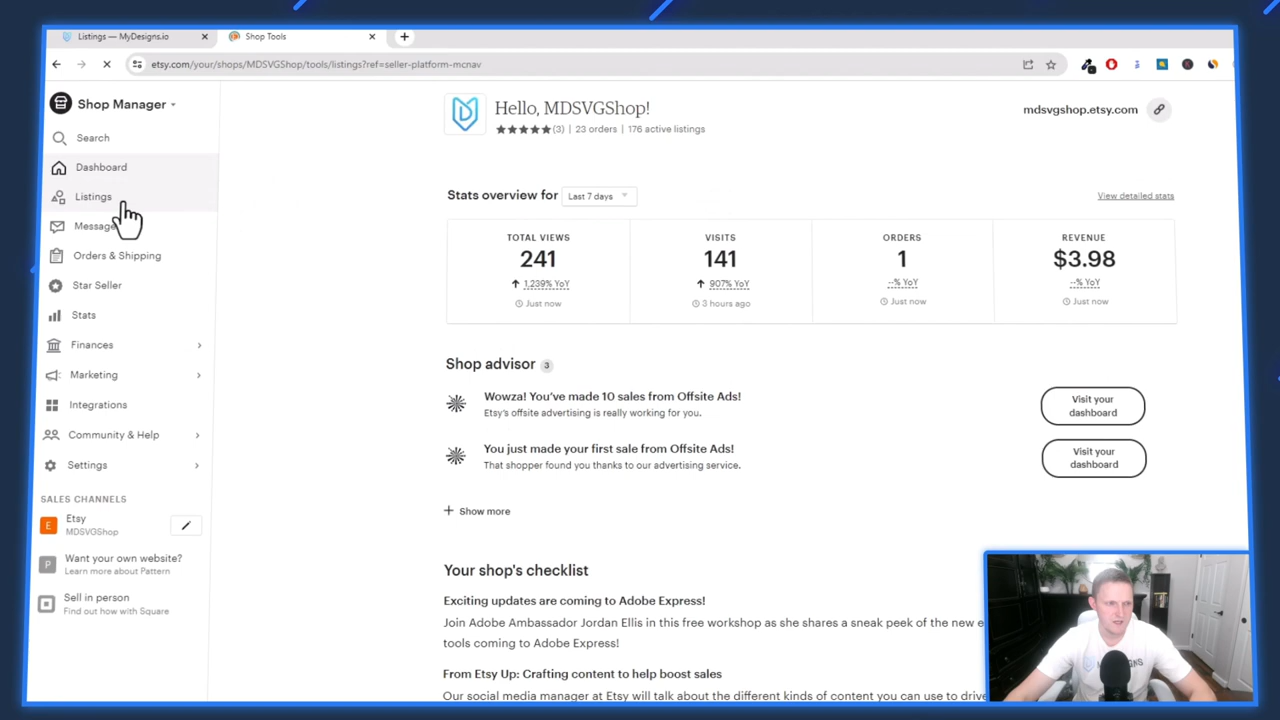 Listings — MyDesigns.io
Shop Tools
etsy.com/your/shops/MDSVGShop/tools/listings?ref=seller-platform-mcnav
Shop Manager
Search
Dashboard
Listings
Message
Orders & Shipping
Star Seller
Stats
Finances
Marketing
Integrations
Community & Help
Settings
SALES CHANNELS
E
Etsy
MDSVGShop
P
Want your own website?
Learn more about Pattern
Sell in person
Find out how with Square
Hello, MDSVGShop!
(3) | 23 orders | 176 active listings
mdsvgshop.etsy.com
Stats overview for
Last 7 days
View detailed stats
TOTAL VIEWS
241
1,239% YoY
Just now
VISITS
141
907% YoY
3 hours ago
ORDERS
1
--% YoY
Just now
REVENUE
$3.98
--% YoY
Just now
Shop advisor 3
Wowza! You've made 10 sales from Offsite Ads!
Etsy's offsite advertising is really working for you.
Visit your
dashboard
You just made your first sale from Offsite Ads!
That shopper found you thanks to our advertising service.
Visit your
dashboard
+ Show more
Your shop's checklist
Exciting updates are coming to Adobe Express!
Join Adobe Ambassador Jordan Ellis in this free workshop as she shares a sneak peek of the new
tools coming to Adobe Express!
From Etsy Up: Crafting content to help boost sales
Our social media manager at Etsy will talk about the different kinds of content you can use to